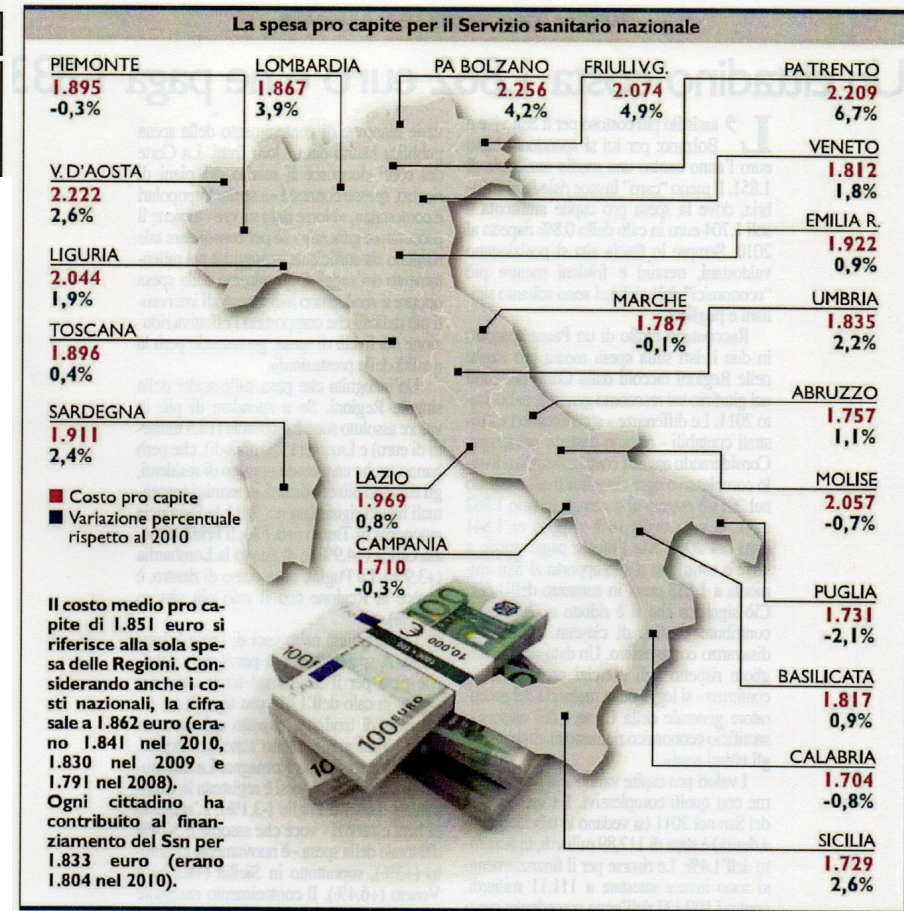 La spesa pro capite per il Servizio sanitario nazionale
PIEMONTE
1.895
-0,3%
LOMBARDIA
1.867
3,9%
PA BOLZANO
2.256
4,2%
FRIULI V.G.
2.074
4,9%
PA TRENTO
2.209
6,7%
V. D'AOSTA
2.222
2,6%
VENETO
1.812
1,8%
LIGURIA
2.044
1,9%
EMILIA R.
1.922
0,9%
TOSCANA
1.896
0,4%
MARCHE
1.787
-0,1%
UMBRIA
1.835
2,2%
SARDEGNA
1.911
2,4%
ABRUZZO
1.757
1,1%
LAZIO
1.969
0,8%
MOLISE
2.057
-0,7%
CAMPANIA
1.710
-0,3%
PUGLIA
1.731
-2,1%
BASILICATA
1.817
0,9%
CALABRIA
1.704
-0,8%
SICILIA
1.729
2,6%
Costo pro capite
Variazione percentuale
rispetto al 2010
Il costo medio pro ca-
pite di 1.851 euro si
riferisce alla sola spe-
sa delle Regioni. Con-
siderando anche i co-
sti nazionali, la cifra
sale a 1.862 euro (era-
no 1.841 nel 2010,
1.830 nel 2009 e
1.791 nel 2008).
Ogni cittadino ha
contribuito al finan-
ziamento del Ssn per
1.833 euro (erano
1.804 nel 2010).
100
10.000
100 EURO